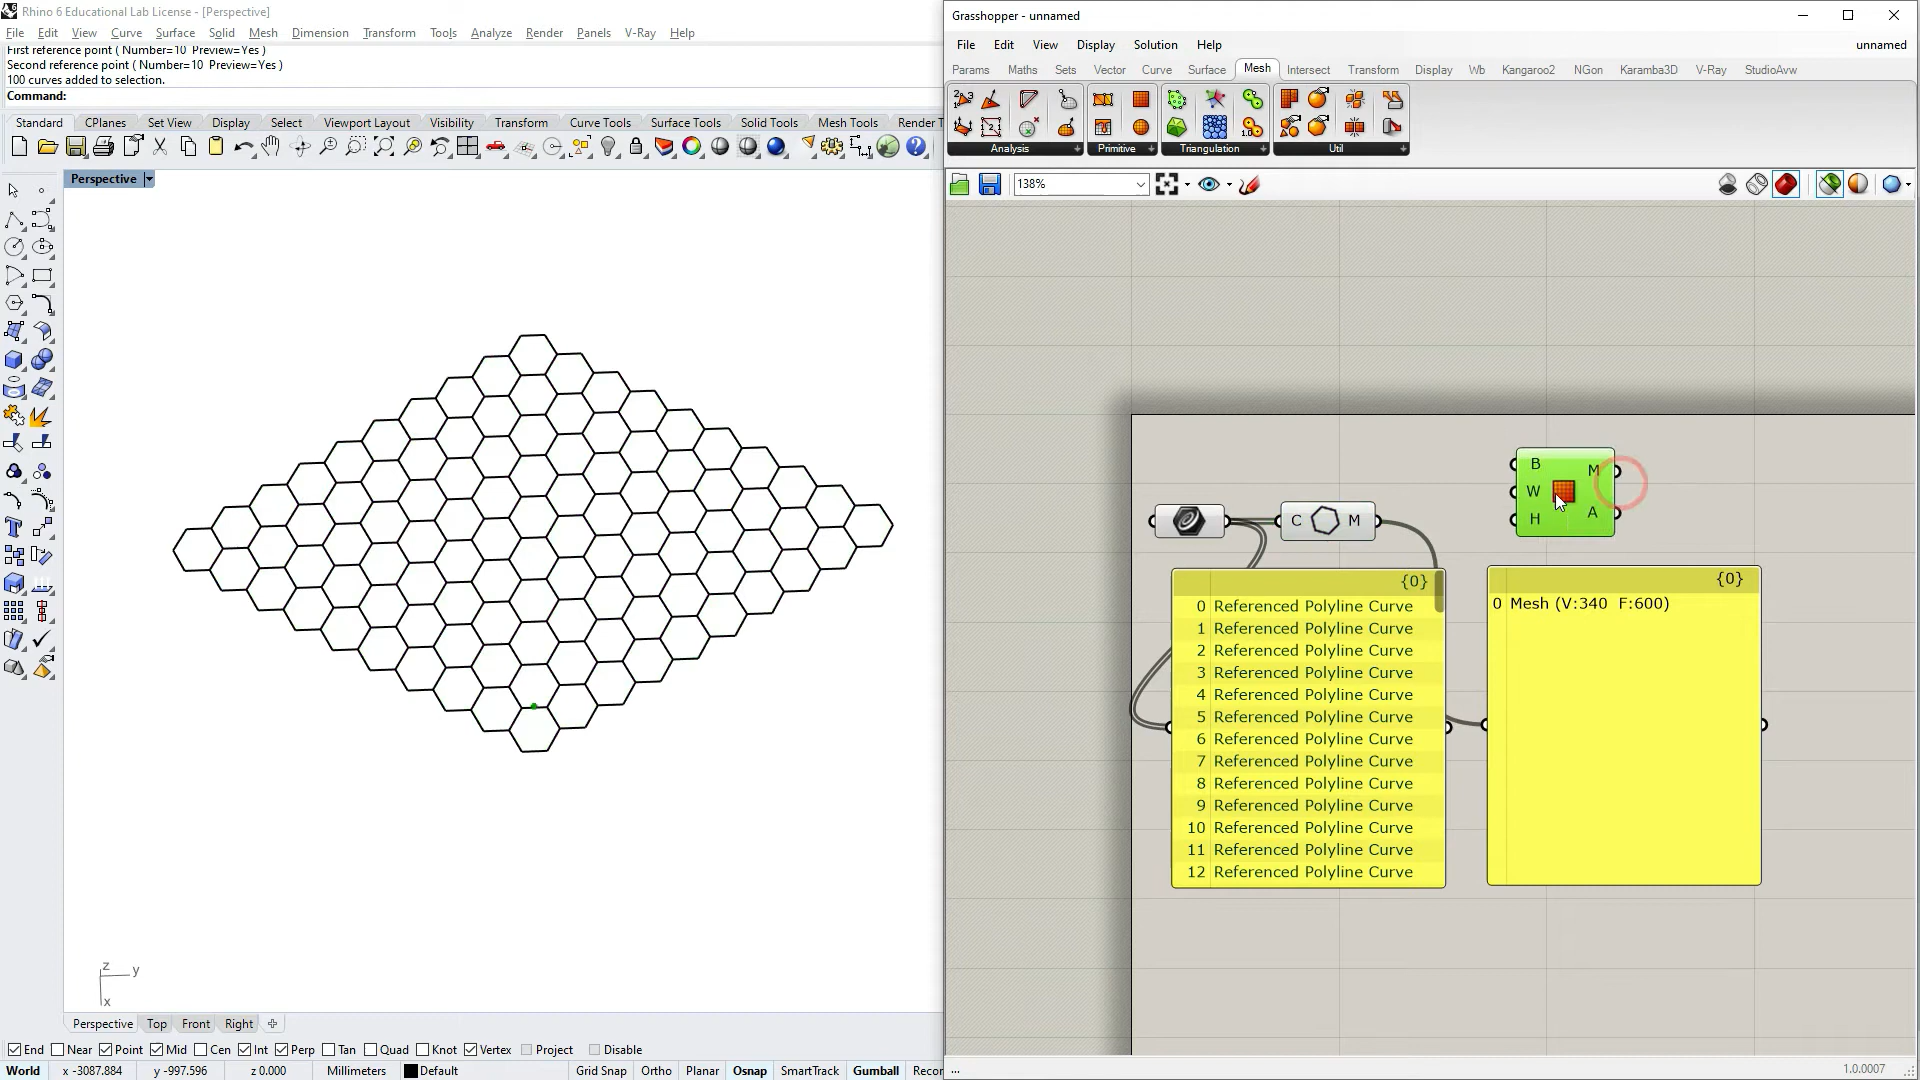 Rhino 6 Educational Lab License - [Perspective]
File Edit View Curve Surface Solid Mesh Dimension Transform Tools Analyze Render Panels V-Ray Help
First reference point ( Number=10 Preview=Yes )
Second reference point ( Number=10 Preview=Yes )
100 curves added to selection.
Command:
Standard CPlanes Set View Display Select Viewport Layout Visibility Transform Curve Tools Surface Tools Solid Tools Mesh Tools Render T
Perspective
z y
x
Perspective Top Front Right
End Near Point Mid Cen Int Perp Tan Quad Knot Vertex Project Disable
World x -3087.884 y -997.596 z 0.000 Millimeters Default Grid Snap Ortho Planar Osnap SmartTrack Gumball Recor
Grasshopper - unnamed
File Edit View Display Solution Help unnamed
Params Maths Sets Vector Curve Surface Mesh Intersect Transform Display Wb Kangaroo2 NGon Karamba3D V-Ray StudioAvw
Analysis Primitive Triangulation Util
138%
B M
W
H A
C M
{0}
0 Referenced Polyline Curve
1 Referenced Polyline Curve
2 Referenced Polyline Curve
3 Referenced Polyline Curve
4 Referenced Polyline Curve
5 Referenced Polyline Curve
6 Referenced Polyline Curve
7 Referenced Polyline Curve
8 Referenced Polyline Curve
9 Referenced Polyline Curve
10 Referenced Polyline Curve
11 Referenced Polyline Curve
12 Referenced Polyline Curve
{0}
0 Mesh (V:340 F:600)
... 1.0.0007